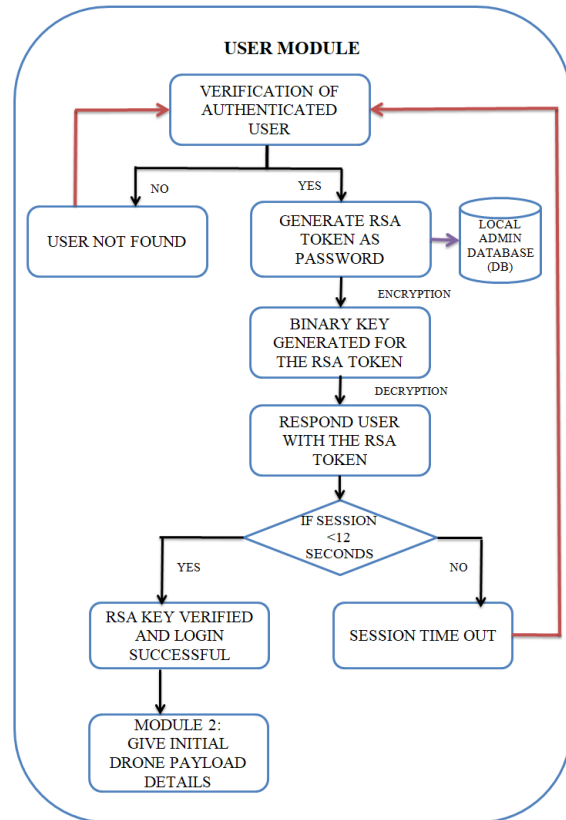 USER MODULE
VERIFICATION OF
AUTHENTICATED
USER
NO
YES
USER NOT FOUND
GENERATE RSA
TOKEN AS
PASSWORD
LOCAL
ADMIN
DATABASE
(DB)
ENCRYPTION
BINARY KEY
GENERATED FOR
THE RSA TOKEN
DECRYPTION
RESPOND USER
WITH THE RSA
TOKEN
IF SESSION
<12
SECONDS
YES
NO
RSA KEY VERIFIED
AND LOGIN
SUCCESSFUL
SESSION TIME OUT
MODULE 2:
GIVE INITIAL
DRONE PAYLOAD
DETAILS